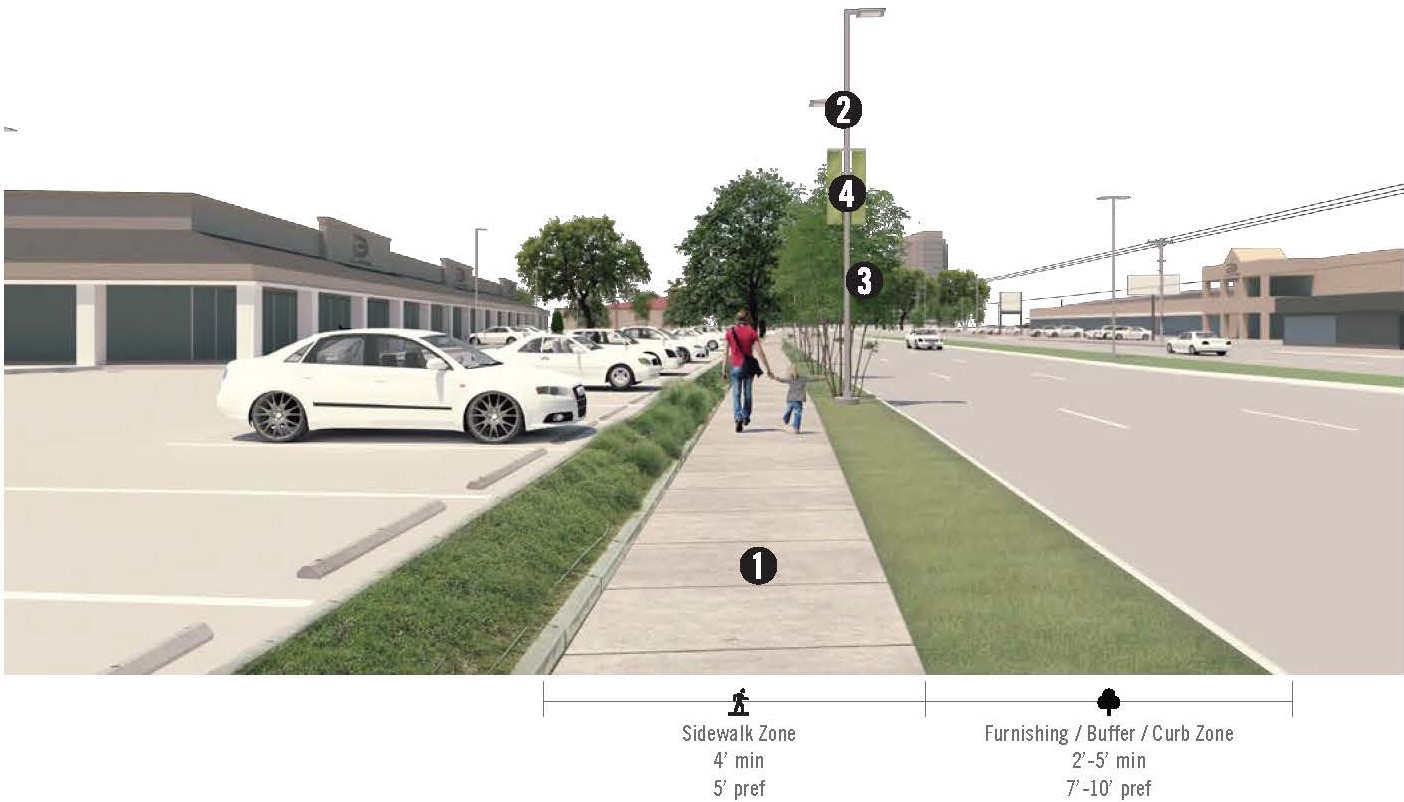 2
4
3
1
Sidewalk Zone
4' min
5' pref
Furnishing / Buffer / Curb Zone
2'-5' min
7'-10' pref